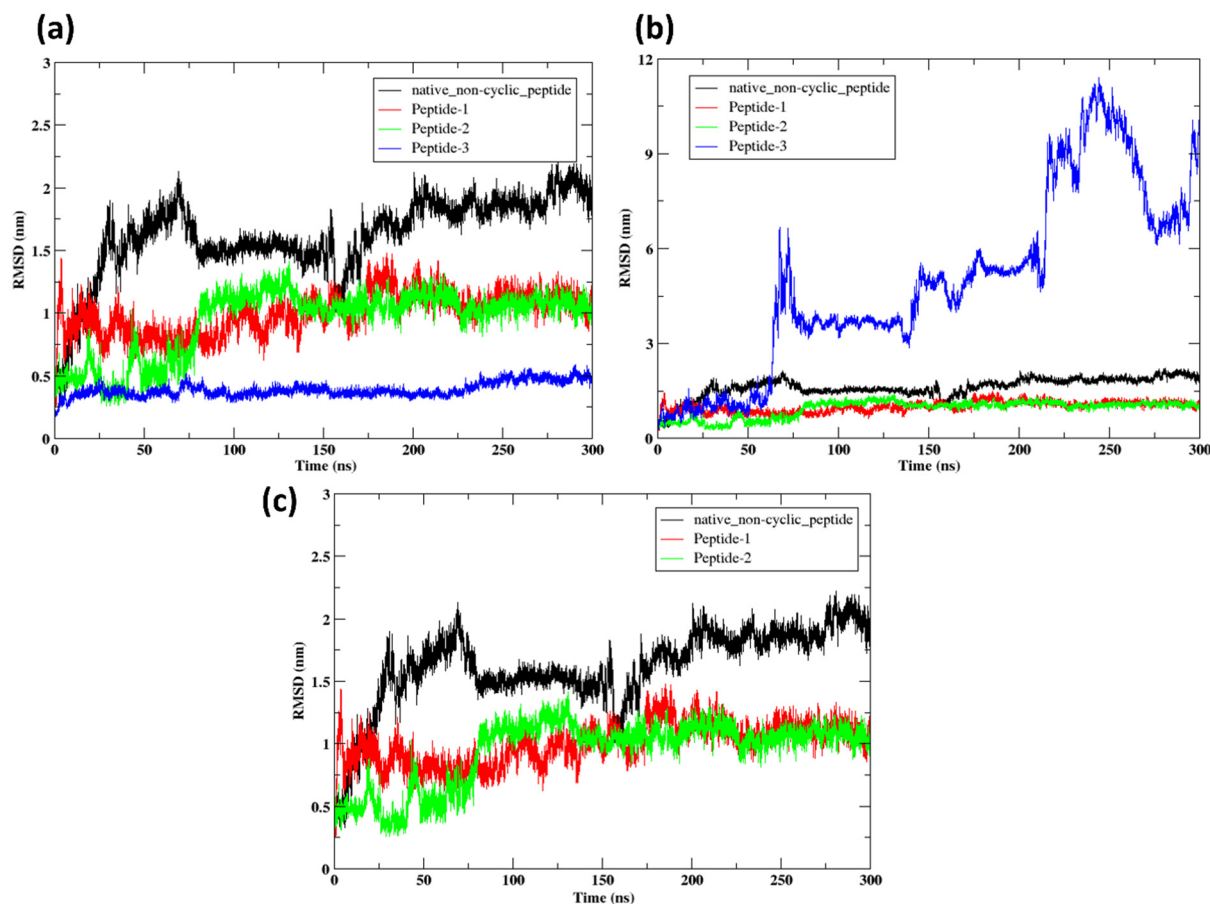 (a)
3
2.5
2
1.5
1
0.5
0
RMSD (nm)
native_non-cyclic_peptide
Peptide-1
Peptide-2
Peptide-3
0 50 100 150 200 250 300
Time (ns)
(b)
12
9
6
3
0
RMSD (nm)
native_non-cyclic_peptide
Peptide-1
Peptide-2
Peptide-3
0 50 100 150 200 250 300
Time (ns)
(c)
3
2.5
2
1.5
1
0.5
0
RMSD (nm)
native_non-cyclic_peptide
Peptide-1
Peptide-2
0 50 100 150 200 250 300
Time (ns)